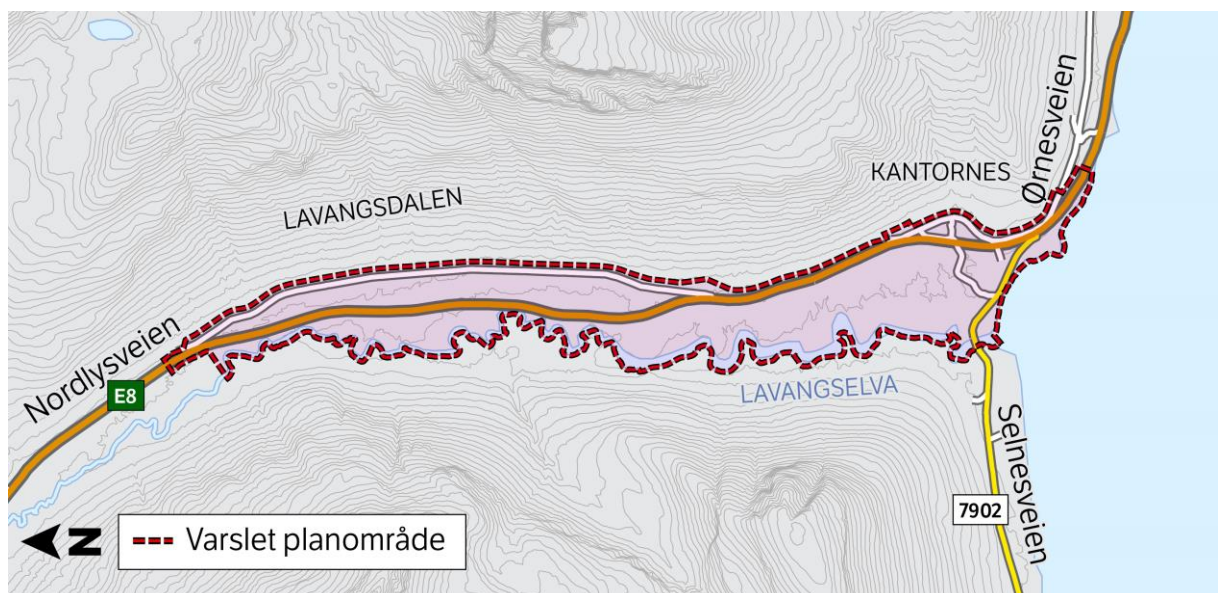 Ørnesveien
KANTORNES
LAVANGSDALEN
Nordlysveien
E8
LAVANGSELVA
Selnesveien
7902
N
Varslet planområde